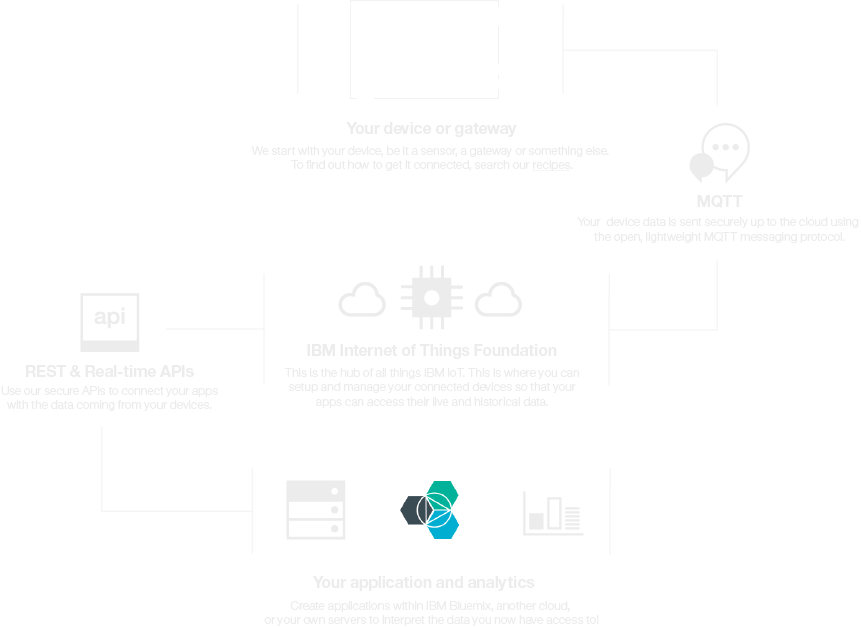 Your device or gateway
We start with your device, be it a sensor, a gateway or something else.
To find out how to get it connected, search our recipes.
MQTT
Your device data is sent securely up to the cloud using
the open, lightweight MQTT messaging protocol.
api
REST & Real-time APIs
Use our secure APIs to connect your apps
with the data coming from your devices.
IBM Internet of Things Foundation
This is the hub of all things IBM IoT. This is where you can
setup and manage your connected devices so that your
apps can access their live and historical data.
Your application and analytics
Create applications within IBM Bluemix, another cloud,
or your own servers to interpret the data you now have access to!